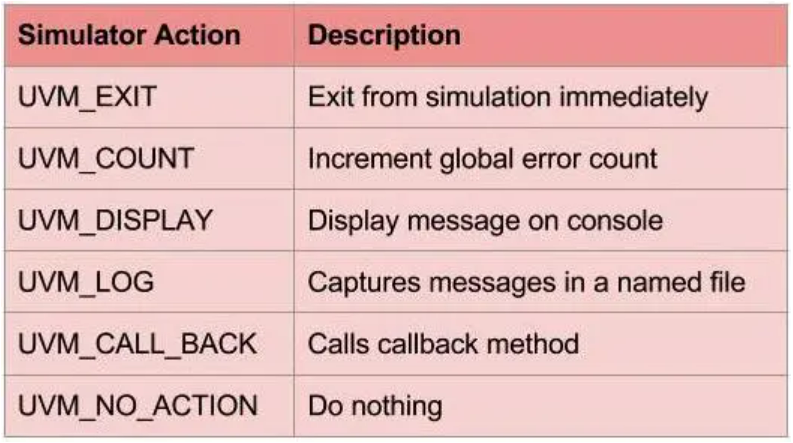 Simulator Action Description
UVM_EXIT Exit from simulation immediately
UVM_COUNT Increment global error count
UVM_DISPLAY Display message on console
UVM_LOG Captures messages in a named file
UVM_CALL_BACK Calls callback method
UVM_NO_ACTION Do nothing